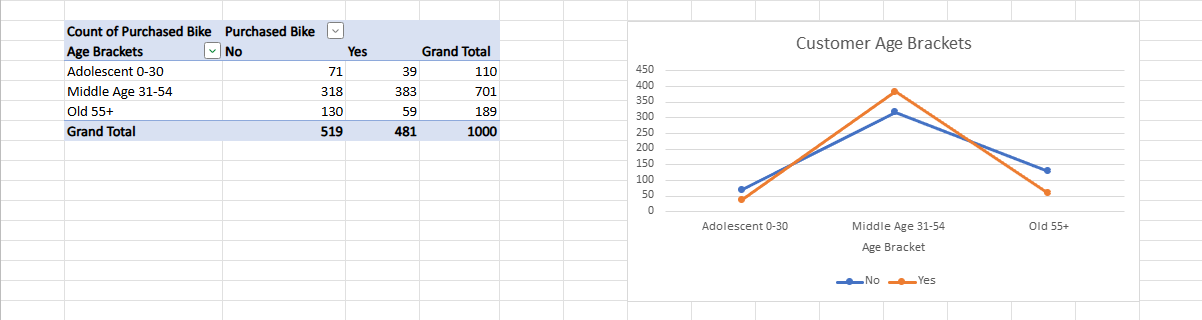 Count of Purchased Bike Purchased Bike
Age Brackets No Yes Grand Total
Adolescent 0-30 71 39 110
Middle Age 31-54 318 383 701
Old 55+ 130 59 189
Grand Total 519 481 1000
Customer Age Brackets
450
400
350
300
250
200
150
100
50
0
Adolescent 0-30 Middle Age 31-54 Old 55+
Age Bracket
No Yes